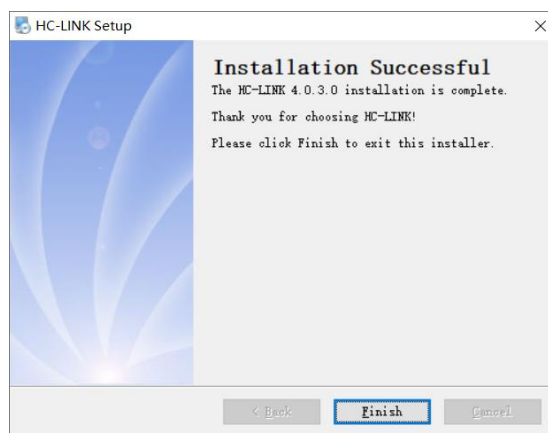 HC-LINK Setup
Installation Successful
The HC-LINK 4.0.3.0 installation is complete.
Thank you for choosing HC-LINK!
Please click Finish to exit this installer.
< Back
Finish
Cancel